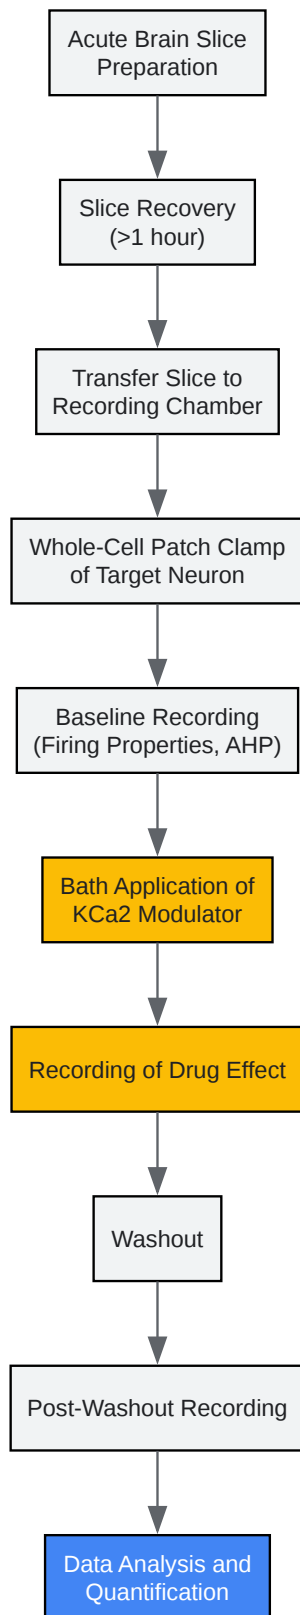 Acute Brain Slice
Preparation
Slice Recovery
(>1 hour)
Transfer Slice to
Recording Chamber
Whole-Cell Patch Clamp
of Target Neuron
Baseline Recording
(Firing Properties, AHP)
Bath Application of
KCa2 Modulator
Recording of Drug Effect
Washout
Post-Washout Recording
Data Analysis and
Quantification